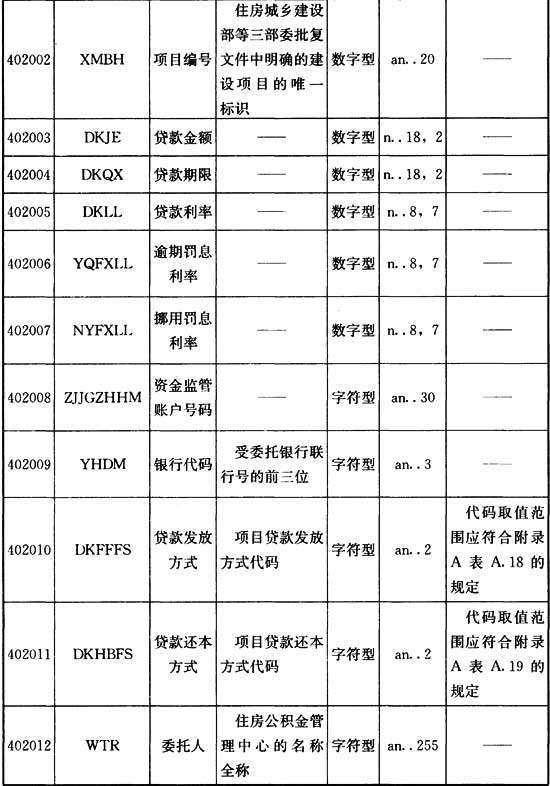 402002 XMBH 项目编号 住房城乡建设部等三部委批复文件中明确的建设项目的唯一标识 数字型 an..20 ——
402003 DKJE 贷款金额 —— 数字型 n..18, 2 ——
402004 DKQX 贷款期限 —— 数字型 n..18, 2 ——
402005 DKLL 贷款利率 —— 数字型 n..8, 7 ——
402006 YQFXLL 逾期罚息利率 —— 数字型 n..8, 7 ——
402007 NYFXLL 挪用罚息利率 —— 数字型 n..8, 7 ——
402008 ZJJGZHHM 资金监管账户号码 —— 字符型 an..30 ——
402009 YHDM 银行代码 受委托银行联行号的前三位 字符型 an..3 ——
402010 DKFFFS 贷款发放方式 项目贷款发放方式代码 字符型 an..2 代码取值范围应符合附录A 表 A.18 的规定
402011 DKHBFS 贷款还本方式 项目贷款还本方式代码 字符型 an..2 代码取值范围应符合附录A 表 A.19 的规定
402012 WTR 委托人 住房公积金管理中心的名称全称 字符型 an..255 ——